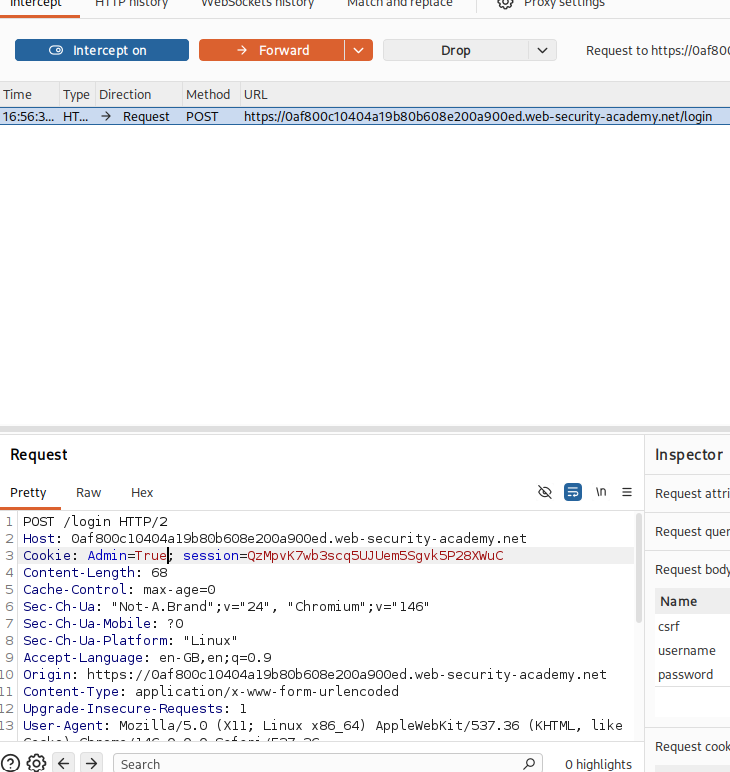 Intercept HTTP history WebSockets history Match and replace Proxy settings
Intercept on Forward Drop Request to https://0af800
Time Type Direction Method URL
16:56:3... HT... → Request POST https://0af800c10404a19b80b608e200a900ed.web-security-academy.net/login
Request
Pretty Raw Hex \n
1 POST /login HTTP/2
2 Host: 0af800c10404a19b80b608e200a900ed.web-security-academy.net
3 Cookie: Admin=True; session=QzMpvK7wb3scq5UJUem5Sgvk5P28XWuC
4 Content-Length: 68
5 Cache-Control: max-age=0
6 Sec-Ch-Ua: "Not-A.Brand";v="24", "Chromium";v="146"
7 Sec-Ch-Ua-Mobile: ?0
8 Sec-Ch-Ua-Platform: "Linux"
9 Accept-Language: en-GB,en;q=0.9
10 Origin: https://0af800c10404a19b80b608e200a900ed.web-security-academy.net
11 Content-Type: application/x-www-form-urlencoded
12 Upgrade-Insecure-Requests: 1
13 User-Agent: Mozilla/5.0 (X11; Linux x86_64) AppleWebKit/537.36 (KHTML, like
Search 0 highlights
Inspector
Request attri
Request quer
Request body
Name
csrf
username
password
Request cook